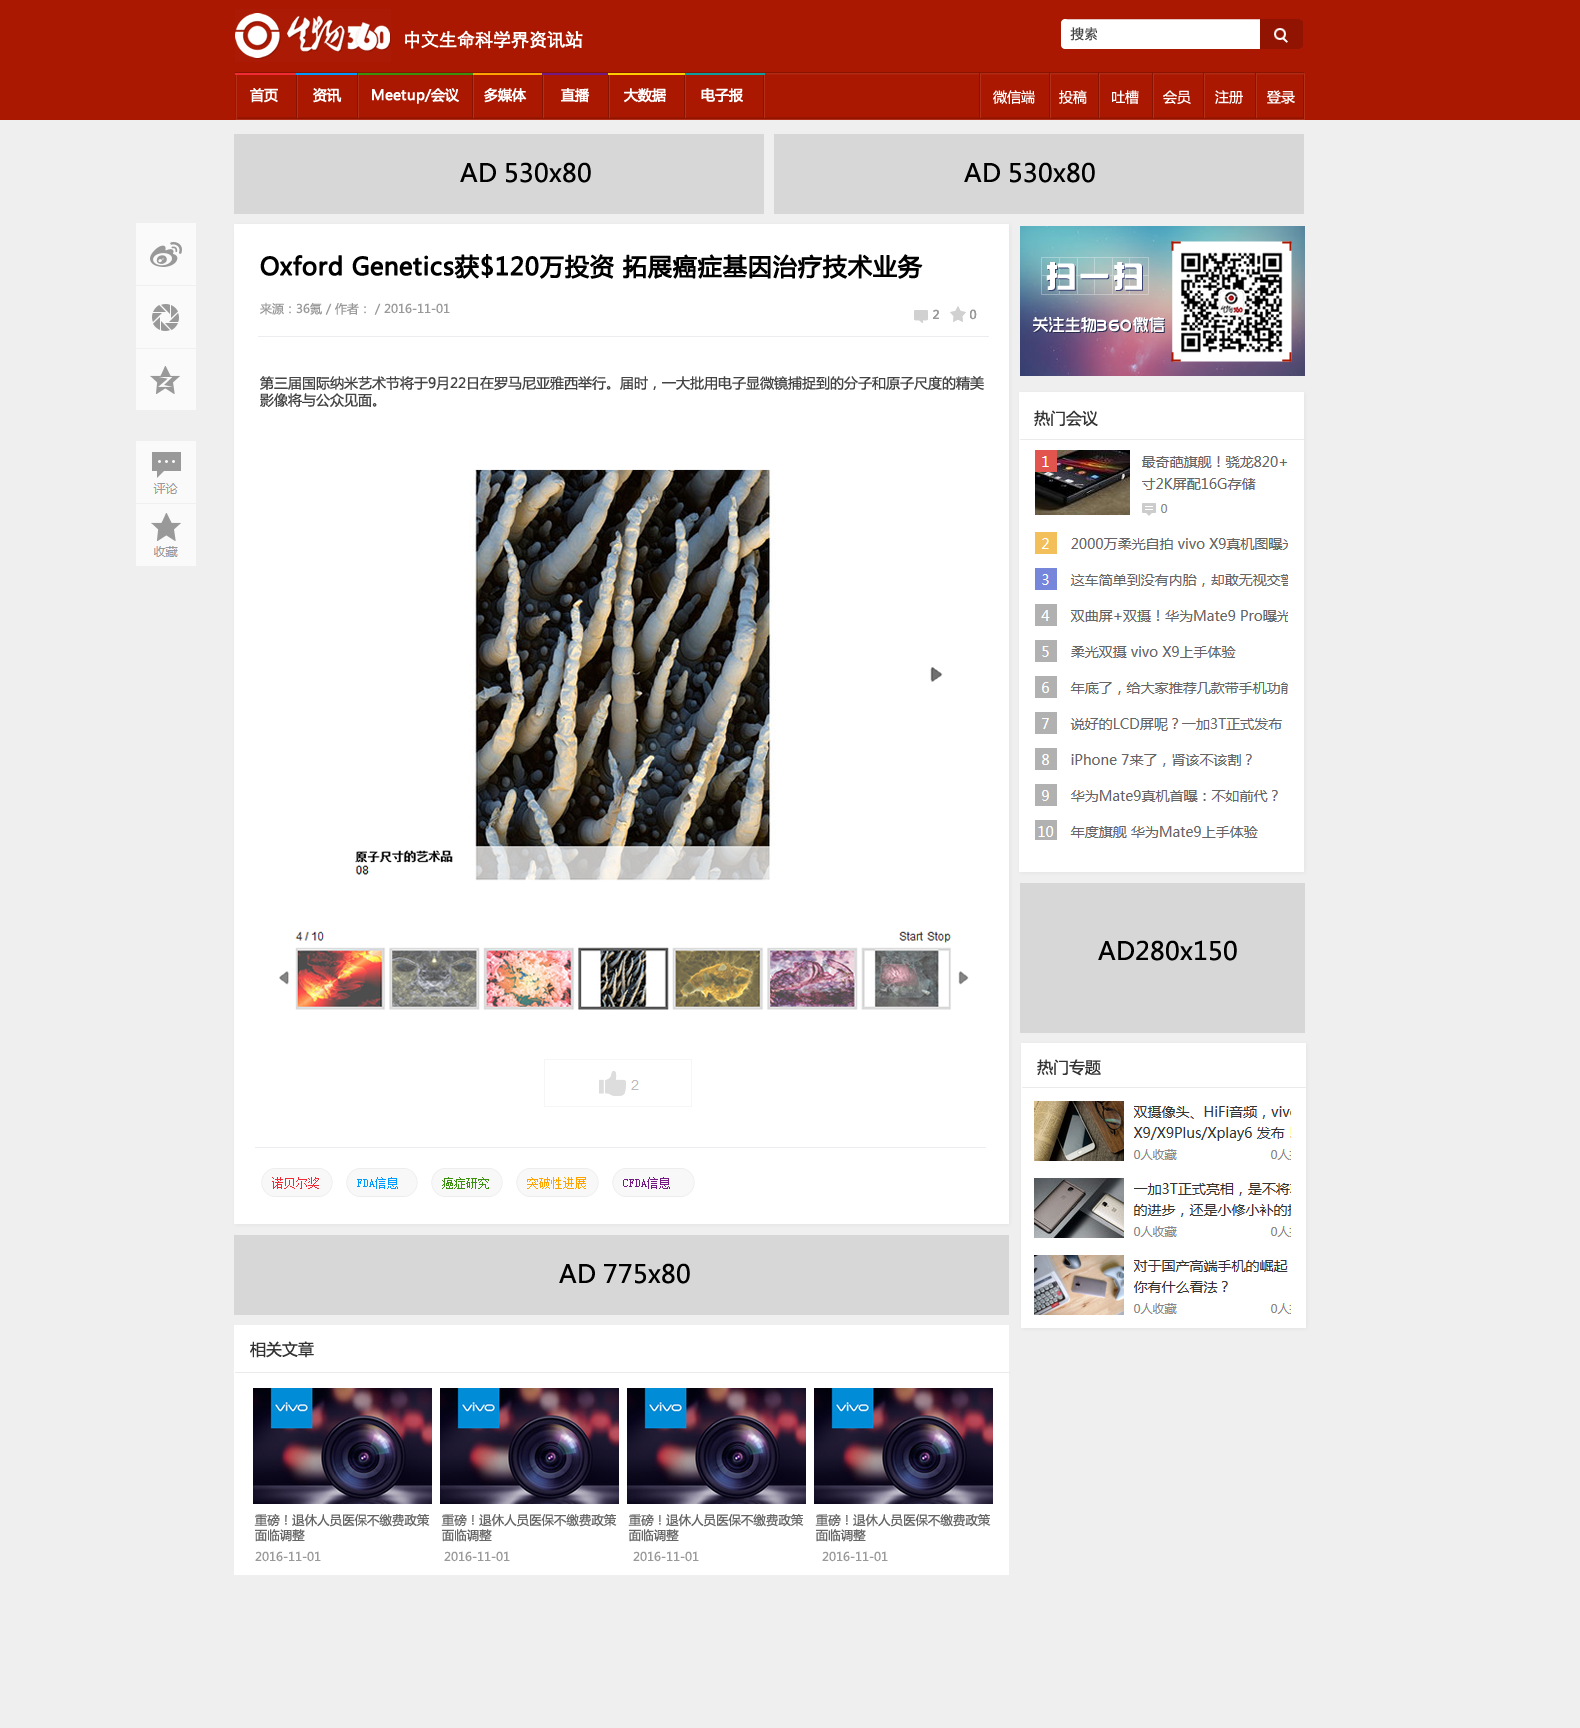 生物360 中文生命科学界资讯站
搜索
首页 资讯 Meetup/会议 多媒体 直播 大数据 电子报 微信端 投稿 吐槽 会员 注册 登录
AD 530x80
AD 530x80
Oxford Genetics获$120万投资 拓展癌症基因治疗技术业务
来源：36氪 / 作者： / 2016-11-01
2 0
第三届国际纳米艺术节将于9月22日在罗马尼亚雅西举行。届时，一大批用电子显微镜捕捉到的分子和原子尺度的精美
影像将与公众见面。
评论
收藏
原子尺寸的艺术品
08
4 / 10
Start Stop
2
诺贝尔奖 FDA信息 癌症研究 突破性进展 CFDA信息
AD 775x80
相关文章
vivo
vivo
vivo
vivo
重磅！退休人员医保不缴费政策
面临调整
2016-11-01
重磅！退休人员医保不缴费政策
面临调整
2016-11-01
重磅！退休人员医保不缴费政策
面临调整
2016-11-01
重磅！退休人员医保不缴费政策
面临调整
2016-11-01
扫一扫
关注生物360微信
生物360
热门会议
1
最奇葩旗舰！骁龙820+
寸2K屏配16G存储
0
2 2000万柔光自拍 vivo X9真机图曝光
3 这车简单到没有内胎，却敢无视交警
4 双曲屏+双摄！华为Mate9 Pro曝光
5 柔光双摄 vivo X9上手体验
6 年底了，给大家推荐几款带手机功能
7 说好的LCD屏呢？一加3T正式发布
8 iPhone 7来了，肾该不该割？
9 华为Mate9真机首曝：不如前代？
10 年度旗舰 华为Mate9上手体验
AD280x150
热门专题
双摄像头、HiFi音频，vivo
X9/X9Plus/Xplay6 发布
0人收藏 0人
一加3T正式亮相，是不将
的进步，还是小修小补的
0人收藏 0人
对于国产高端手机的崛起
你有什么看法？
0人收藏 0人